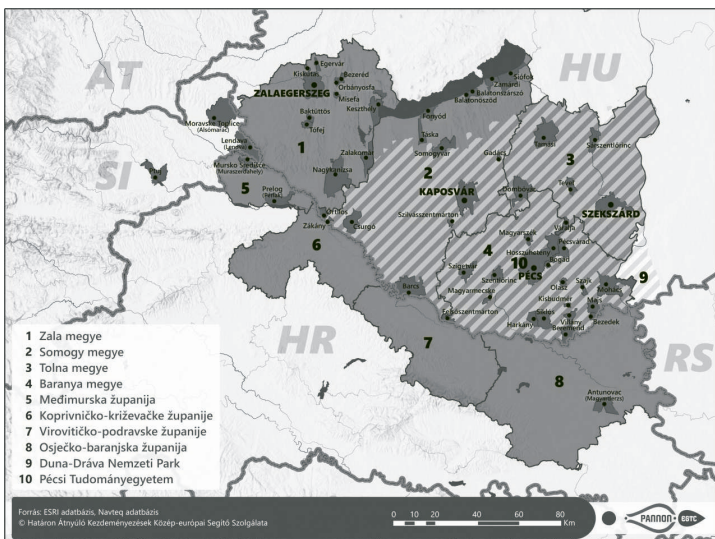 AT
HU
SI
HR
RS
Egervár
Kiskutas
Bezeréd
ZALAEGERSZEG
Orbányosfa
Misefa
Keszthely
Baktüttös
Tófej
1
Moravske Toplice
(Alsómarác)
Lendava
(Lendva)
Mursko Središće
(Muraszerdahely)
5
Prelog
(Perlak)
Ptuj
Nagykanizsa
Zalakomár
Siófok
Zamárdi
Balatonszárszó
Balatonőszöd
Fonyód
Táska
Somogyvár
2
Gadács
KAPOSVÁR
Szilvásszentmárton
Őrtilos
Zákány
Csurgó
6
Barcs
Tamási
Sárszentlőrinc
3
Tevel
Dombóvár
SZEKSZÁRD
Váralja
Magyarszék
4
Hosszúhetény
Pécsvárad
Bogád
10
PÉCS
Szigetvár
Szentlőrinc
Magyarmecske
Olasz
Szajk
Mohács
9
Kisbudmér
Majs
Siklós
Villány
Bezedek
Harkány
Beremend
Felsőszentmárton
7
8
Antunovac
1 Zala megye
2 Somogy megye
3 Tolna megye
4 Baranya megye
5 Međimurska županija
6 Koprivničko-križevačke županije
7 Virovitičko-podravske županije
8 Osječko-baranjska županija
9 Duna-Dráva Nemzeti Park
10 Pécsi Tudományegyetem
Forrás: ESRI adatbázis, Navteq adatbázis
© Határon Átnyúló Kezdeményezések Közép-európai Segítő Szolgálata
0 10 20 40 60 80
Km
PANNON EGTC